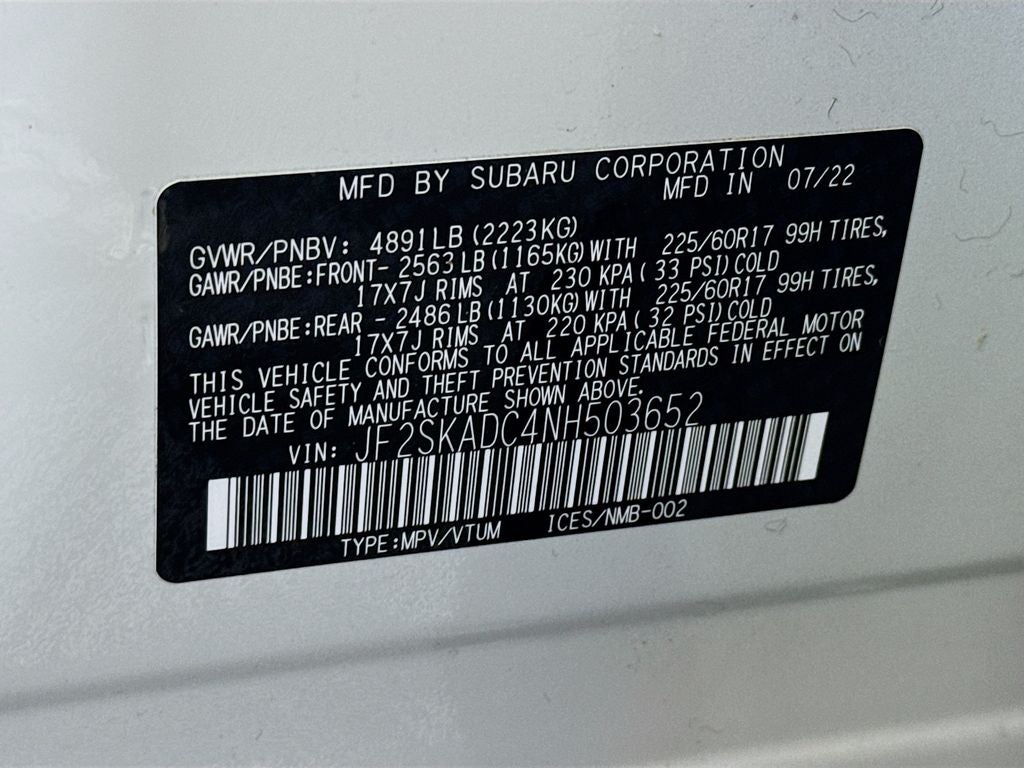 MFD BY SUBARU CORPORATION
MFD IN 07/22
GVWR/PNBV: 4891LB(2223KG)
GAWR/PNBE:FRONT- 2563LB(1165KG)WITH 225/60R17 99H TIRES,
17X7J RIMS AT 230 KPA( 33 PSI)COLD
GAWR/PNBE:REAR - 2486LB(1130KG)WITH 225/60R17 99H TIRES,
17X7J RIMS AT 220 KPA( 32 PSI)COLD
THIS VEHICLE CONFORMS TO ALL APPLICABLE FEDERAL MOTOR
VEHICLE SAFETY AND THEFT PREVENTION STANDARDS IN EFFECT ON
THE DATE OF MANUFACTURE SHOWN ABOVE.
VIN: JF2SKADC4NH503652
TYPE:MPV/VTUM ICES/NMB-002